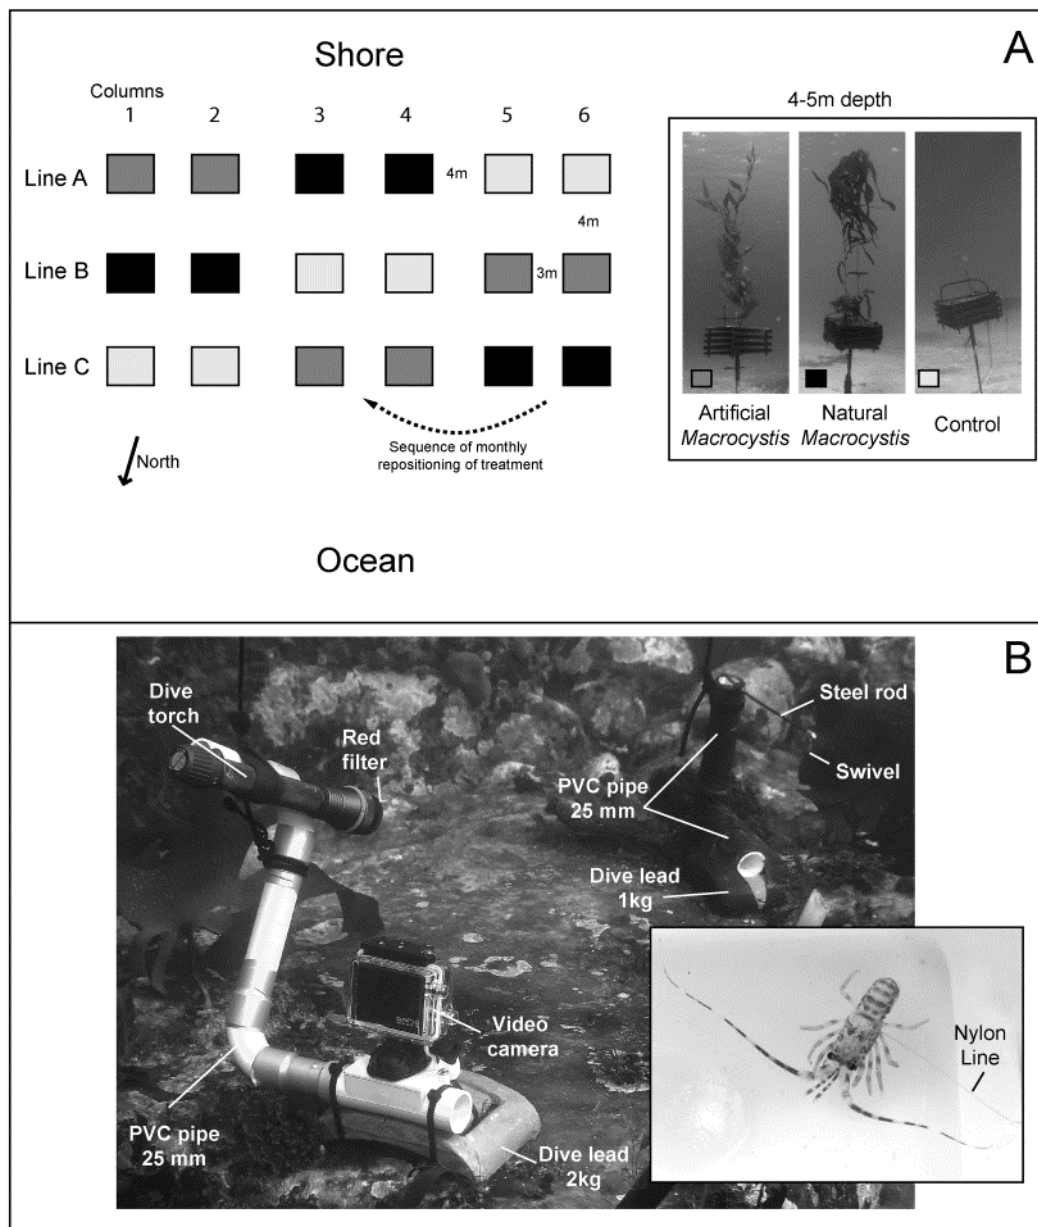 A
Shore
Columns
1 2 3 4 5 6
Line A
4m
4m
Line B
3m
Line C
Sequence of monthly
repositioning of treatment
North
Ocean
4-5m depth
Artificial
Macrocystis
Natural
Macrocystis
Control
B
Dive
torch
Red
filter
Steel rod
Swivel
PVC pipe
25 mm
Dive lead
1kg
Video
camera
PVC pipe
25 mm
Dive lead
2kg
Nylon
Line